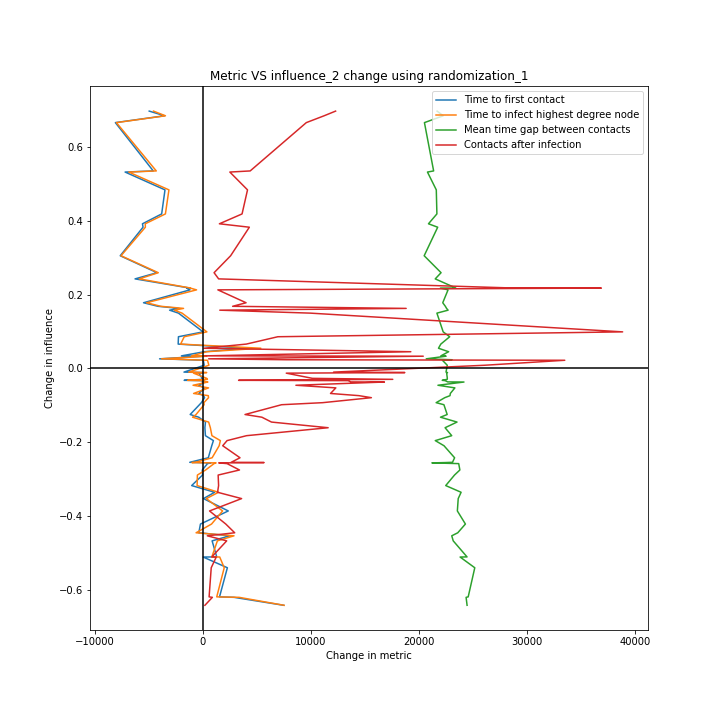 Metric VS influence_2 change using randomization_1
Time to first contact
Time to infect highest degree node
Mean time gap between contacts
Contacts after infection
Change in influence
0.6
0.4
0.2
0.0
−0.2
−0.4
−0.6
−10000 0 10000 20000 30000 40000
Change in metric